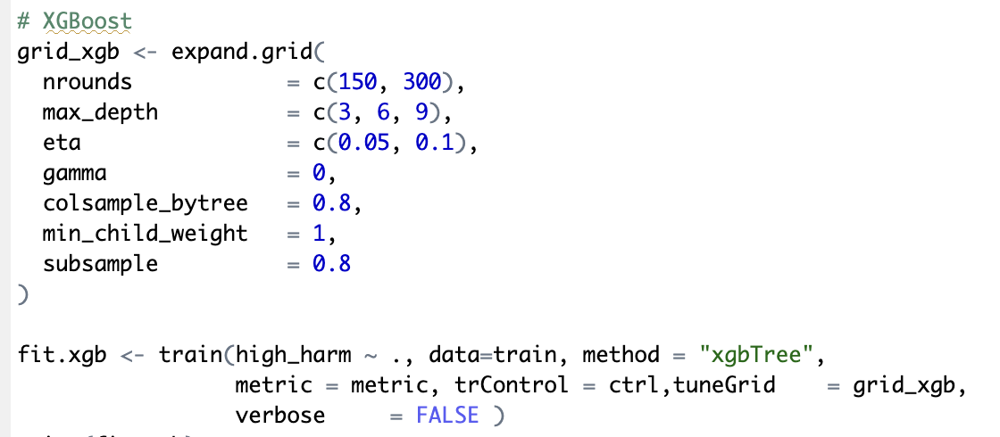 # XGBoost
grid_xgb <- expand.grid(
  nrounds            = c(150, 300),
  max_depth          = c(3, 6, 9),
  eta                = c(0.05, 0.1),
  gamma              = 0,
  colsample_bytree   = 0.8,
  min_child_weight   = 1,
  subsample          = 0.8
)

fit.xgb <- train(high_harm ~ ., data=train, method = "xgbTree",
                 metric = metric, trControl = ctrl,tuneGrid    = grid_xgb,
                 verbose     = FALSE )